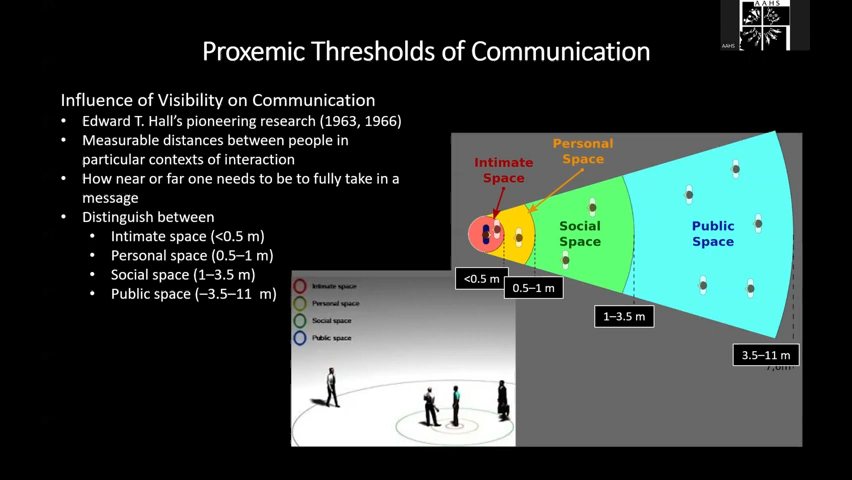 AAHS
AAHS
Proxemic Thresholds of Communication
Influence of Visibility on Communication
• Edward T. Hall's pioneering research (1963, 1966)
• Measurable distances between people in
particular contexts of interaction
• How near or far one needs to be to fully take in a
message
• Distinguish between
• Intimate space (<0.5 m)
• Personal space (0.5–1 m)
• Social space (1–3.5 m)
• Public space (–3.5–11 m)
Personal
Space
Intimate
Space
Social
Space
Public
Space
<0.5 m
0.5–1 m
1–3.5 m
3.5–11 m
Intimate space
Personal space
Social space
Public space